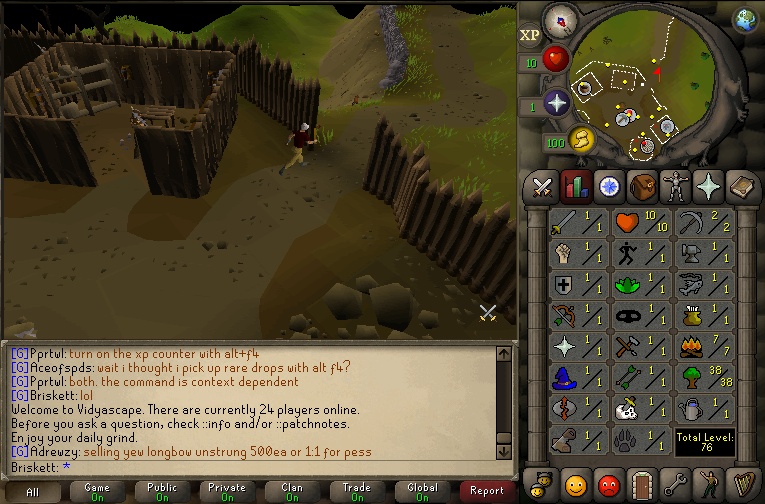 XP
10
1
100
1 1 10 10 2 2
1 1 1 1 1 1
1 1 1 1 1 1
1 1 1 1 1 1
1 1 1 1 7 7
1 1 1 1 38 38
1 1 1 1 1 1
1 1 1 1 Total Level:
76
[G]Pprtwl: turn on the xp counter with alt+f4
[G]Aceofspds: wait i thought i pick up rare drops with alt f4?
[G]Pprtwl: both. the command is context dependent
[G]Briskett: lol
Welcome to Vidyascape. There are currently 24 players online.
Before you ask a question, check ::info and/or ::patchnotes.
Enjoy your daily grind.
[G]Adrewzy: selling yew longbow unstrung 500ea or 1:1 for pess
Briskett: *
All Game Public Private Clan Trade Global Report
On On On On On On